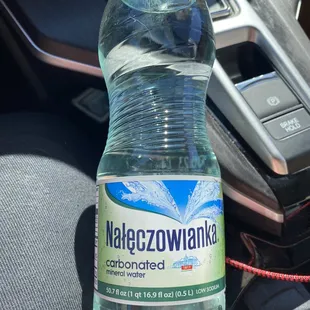 BRAKE
HOLD
Nałęczowianka
carbonated
mineral water
50.7 fl oz (1 qt 16.9 fl oz) (0.5 L) LOW SODIUM